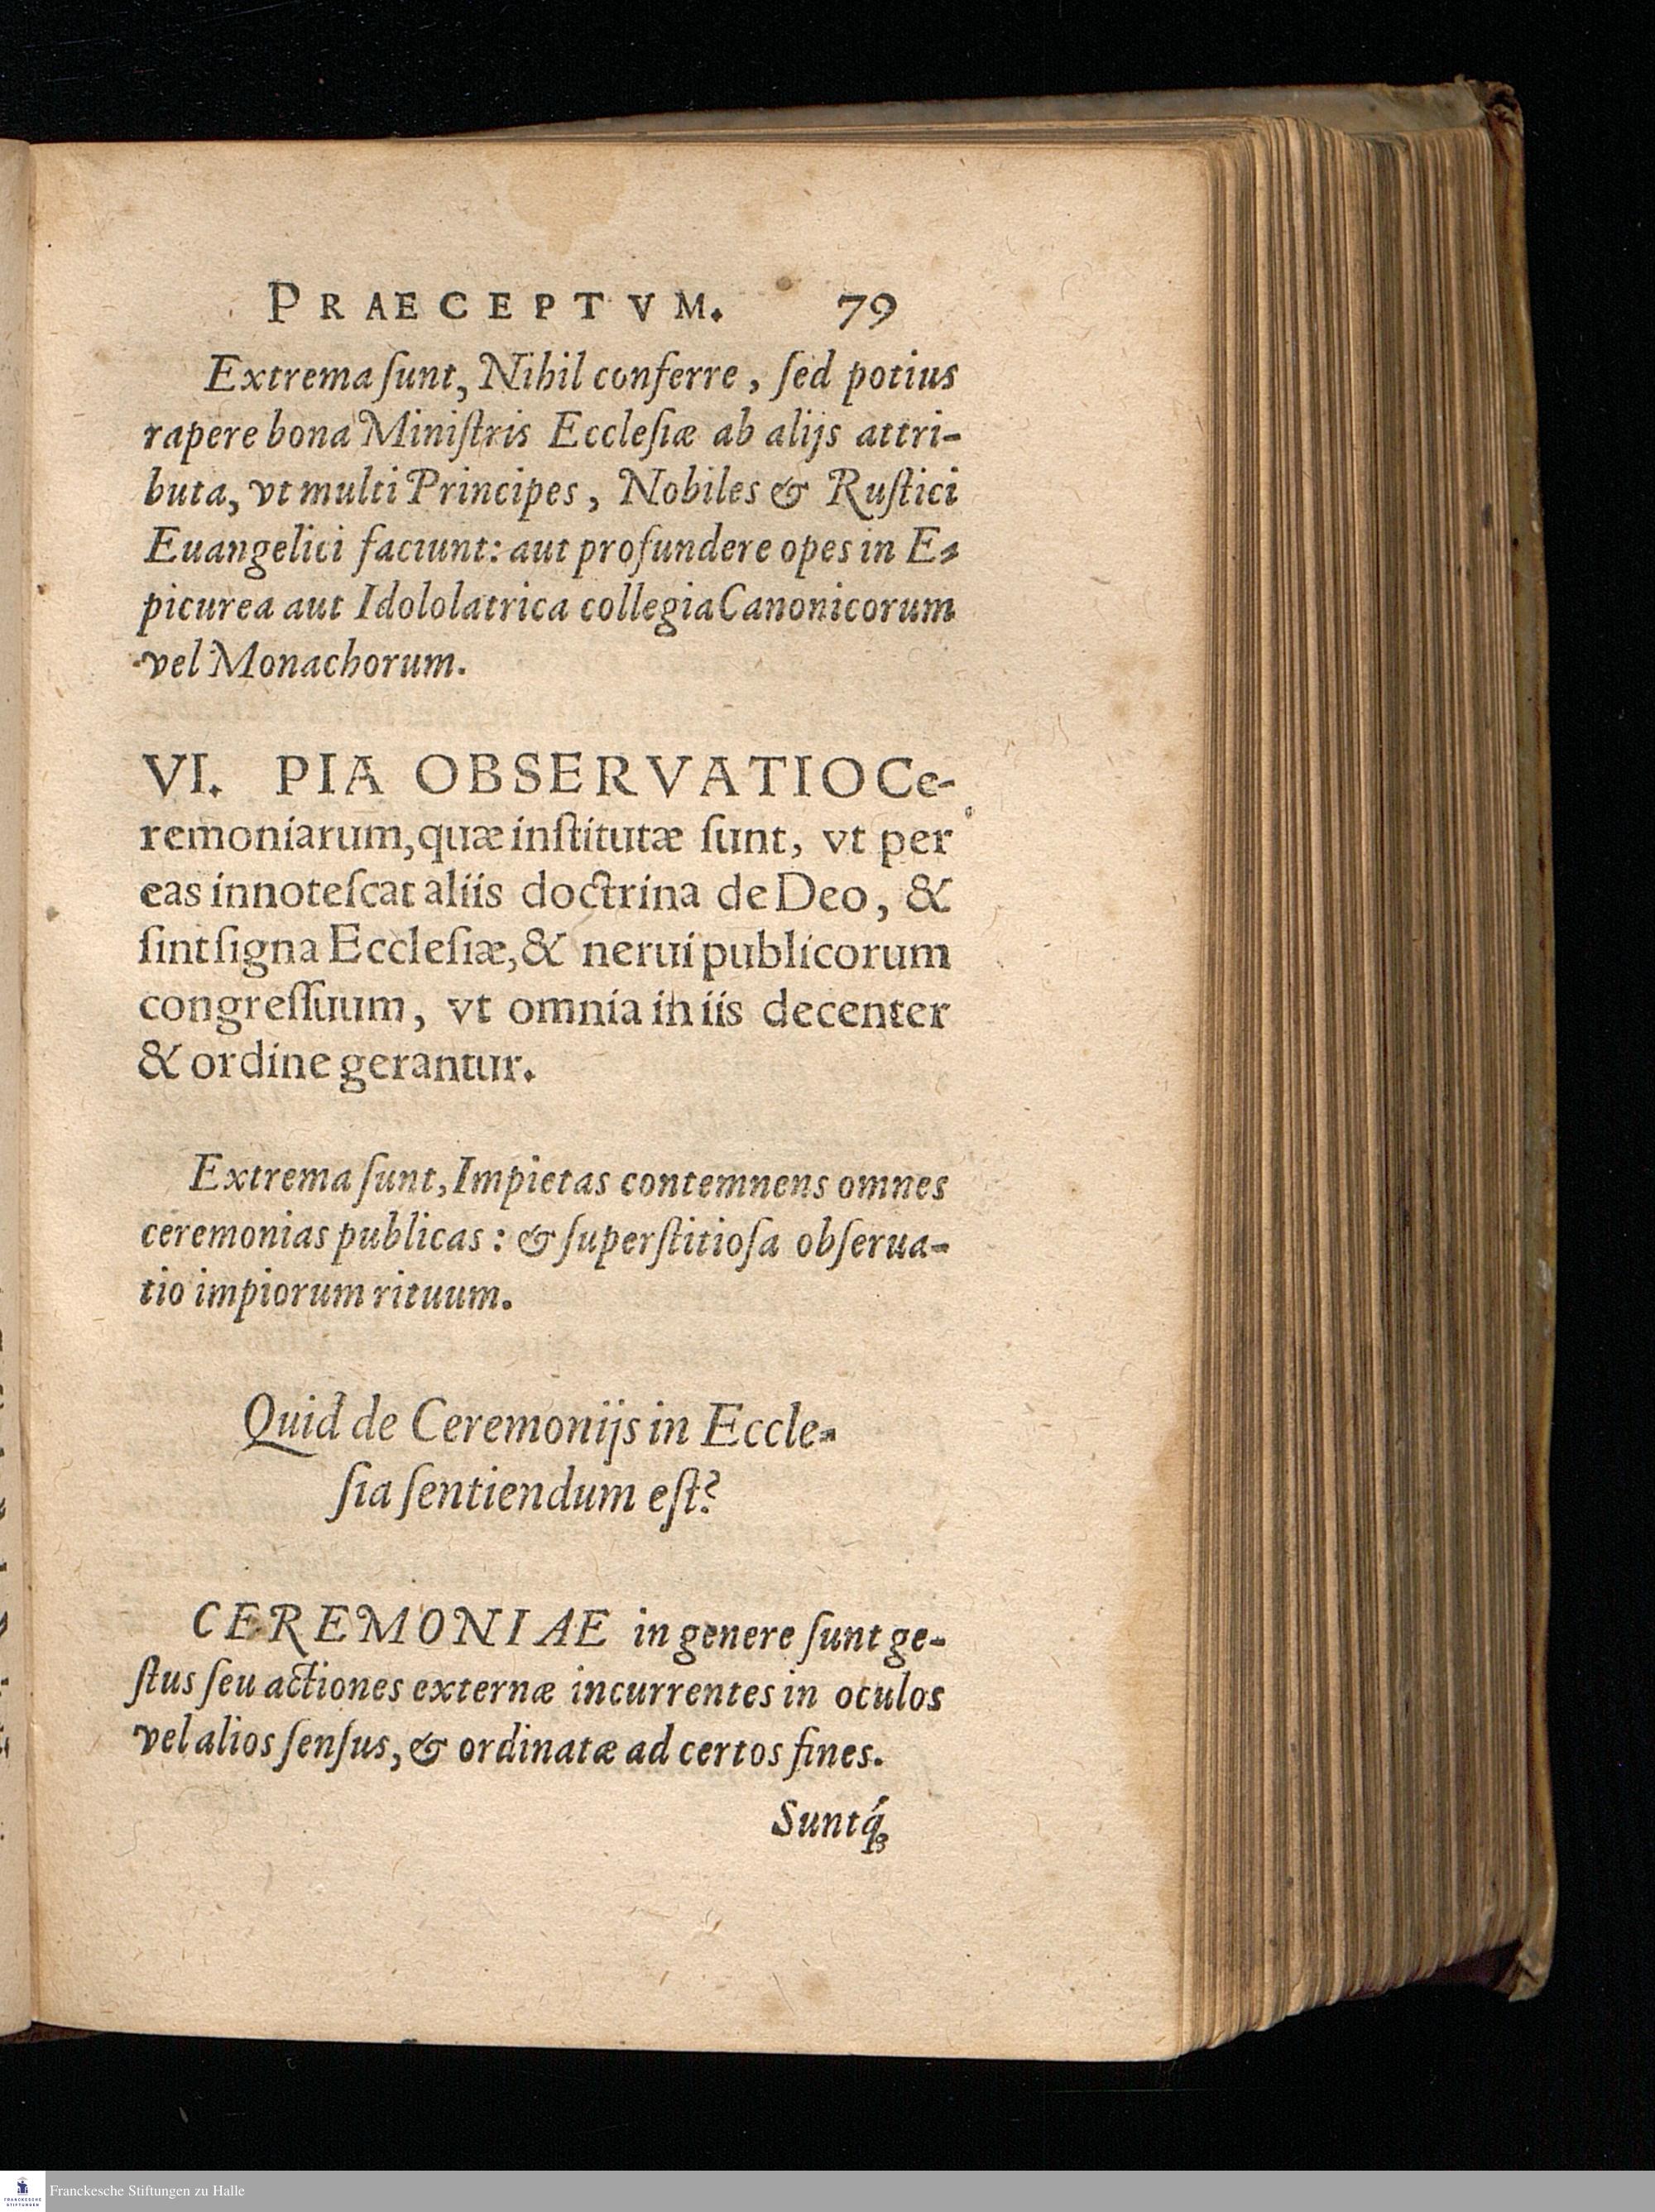 PRAECEPTVM. 79
Extrema ſunt, Nihil conferre, ſed potius
rapere bona Miniſtris Eccleſiæ ab alijs attri-
buta, vt multi Principes, Nobiles & Ruſtici
Euangelici faciunt: aut profundere opes in E-
picurea aut Idololatrica collegia Canonicorum
vel Monachorum.
VI. PIA OBSERVATIO Ce-
remoniarum, quæ inſtitutæ ſunt, vt per
eas innoteſcat aliis doctrina de Deo, &
ſint ſigna Eccleſiæ, & nerui publicorum
congreſſuum, vt omnia in iis decenter
& ordine gerantur.
Extrema ſunt, Impietas contemnens omnes
ceremonias publicas: & ſuperſtitioſa obſerua-
tio impiorum rituum.
Quid de Ceremonijs in Eccle-
ſia ſentiendum eſt?
CEREMONIAE in genere ſunt ge-
ſtus ſeu actiones externæ incurrentes in oculos
vel alios ſenſus, & ordinatæ ad certos fines.
Suntq́;
FRANCKESCHE
STIFTUNGEN
Franckesche Stiftungen zu Halle